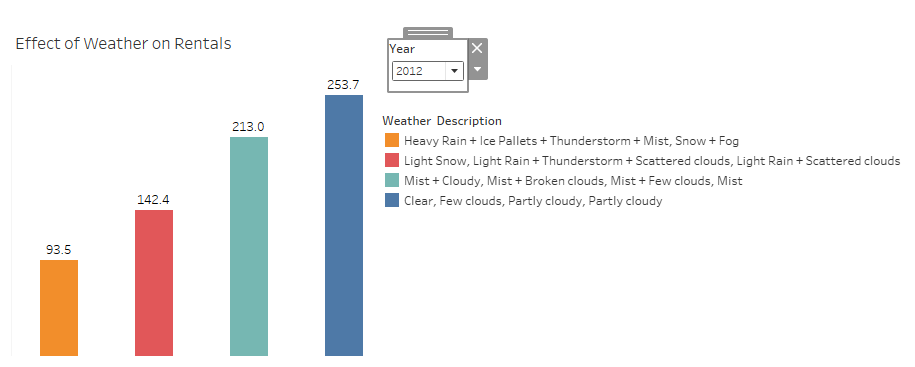 Effect of Weather on Rentals
253.7
213.0
142.4
93.5
Year
2012
Weather Description
Heavy Rain + Ice Pallets + Thunderstorm + Mist, Snow + Fog
Light Snow, Light Rain + Thunderstorm + Scattered clouds, Light Rain + Scattered clouds
Mist + Cloudy, Mist + Broken clouds, Mist + Few clouds, Mist
Clear, Few clouds, Partly cloudy, Partly cloudy